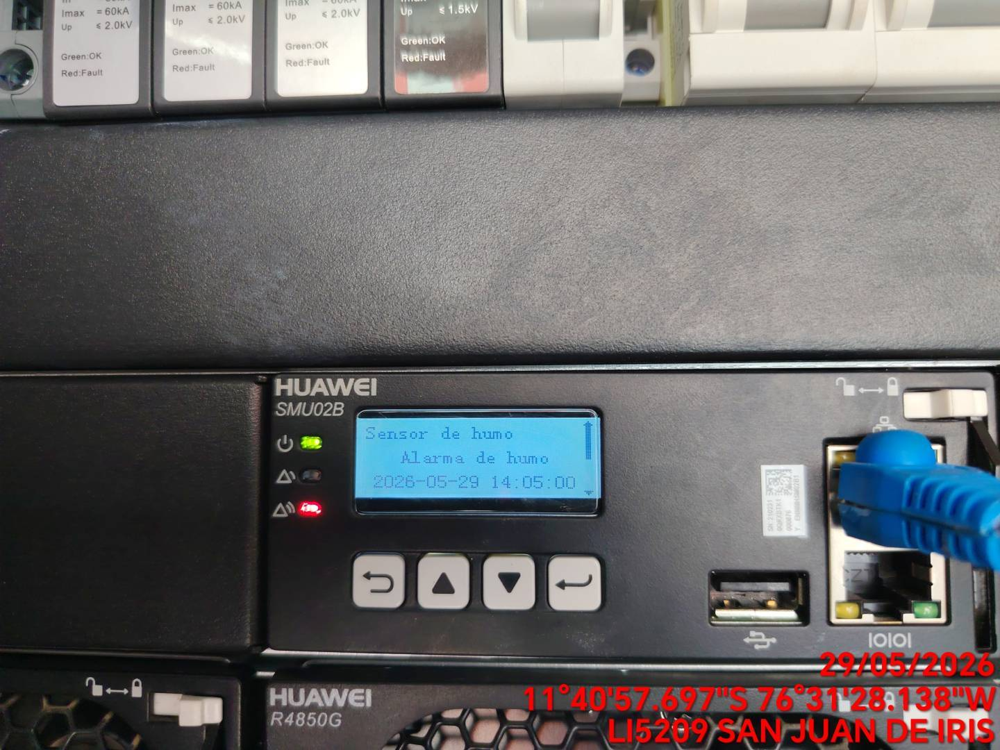 Imax = 60kA
Up ≤ 2.0kV
Green:OK
Red:Fault
Imax = 60kA
Up ≤ 2.0kV
Green:OK
Red:Fault
Up ≤ 2.0kV
Green:OK
Red:Fault
Up ≤ 1.5kV
Green:OK
Red:Fault
HUAWEI
SMU02B
Sensor de humo
Alarma de humo
2026-05-29 14:05:00
HUAWEI
R4850G
29/05/2026
11°40'57.697"S 76°31'28.138"W
LI5209 SAN JUAN DE IRIS